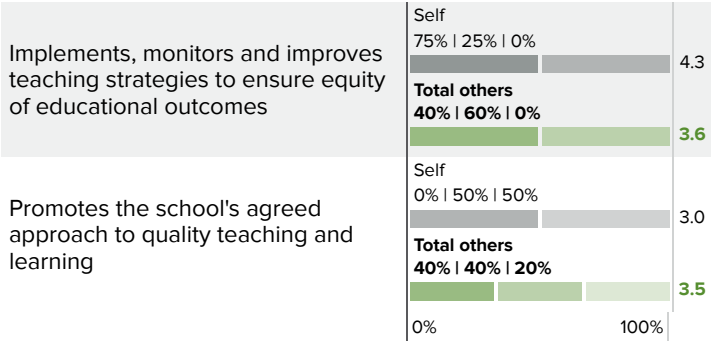 Implements, monitors and improves
teaching strategies to ensure equity
of educational outcomes
Self
75% | 25% | 0%
4.3
Total others
40% | 60% | 0%
3.6
Promotes the school's agreed
approach to quality teaching and
learning
Self
0% | 50% | 50%
3.0
Total others
40% | 40% | 20%
3.5
0% 100%